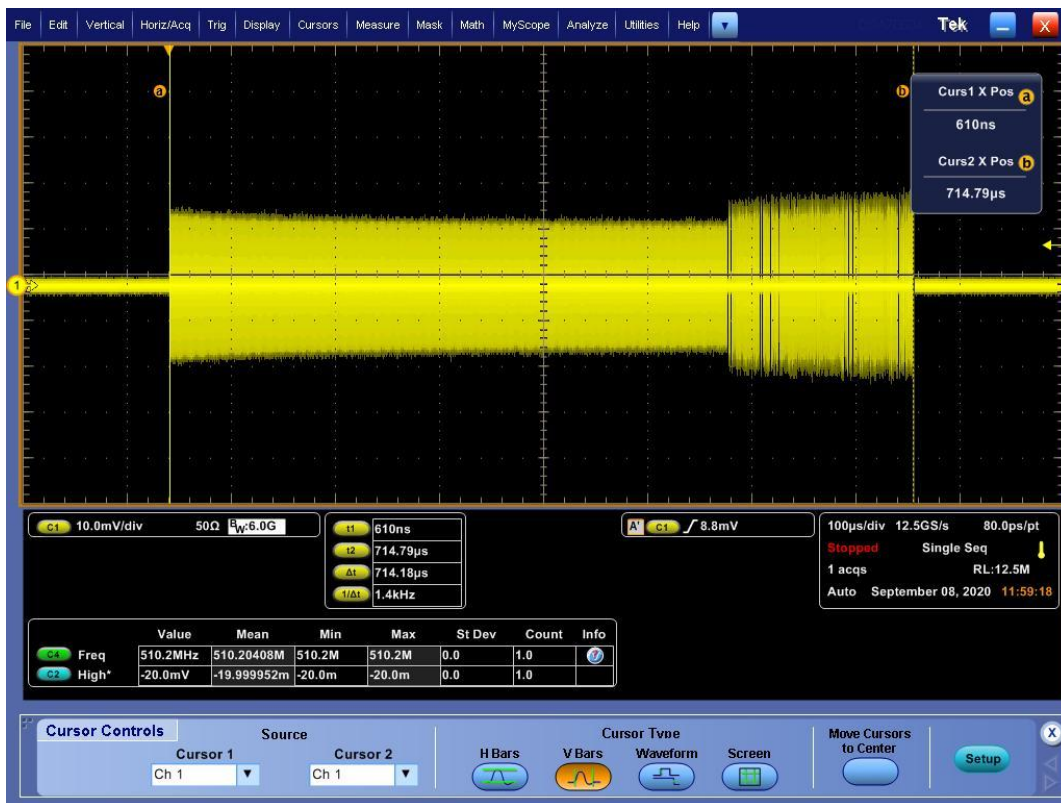 File Edit Vertical Horiz/Acq Trig Display Cursors Measure Mask Math MyScope Analyze Utilities Help Tek X
a b
Curs1 X Pos a
610ns
Curs2 X Pos b
714.79µs
1
C1 10.0mV/div 50Ω BW:6.0G
t1 610ns
t2 714.79µs
Δt 714.18µs
1/Δt 1.4kHz
A' C1 8.8mV
100µs/div 12.5GS/s 80.0ps/pt
Stopped Single Seq
1 acqs RL:12.5M
Auto September 08, 2020 11:59:18
Value Mean Min Max St Dev Count Info
C4 Freq 510.2MHz 510.20408M 510.2M 510.2M 0.0 1.0
C2 High* -20.0mV -19.999952m -20.0m -20.0m 0.0 1.0
Cursor Controls
Source
Cursor 1 Cursor 2
Ch 1 Ch 1
Cursor Type
H Bars V Bars Waveform Screen
Move Cursors
to Center
Setup
X